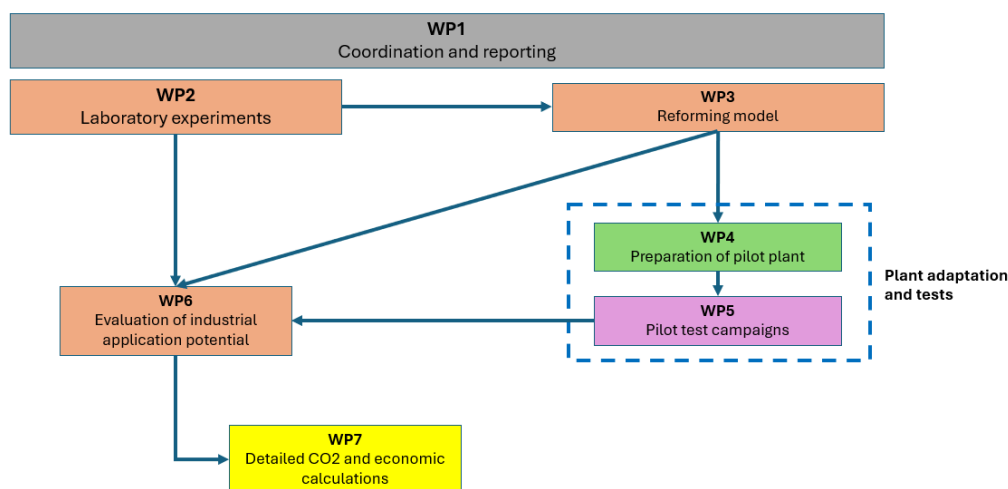 WP1
Coordination and reporting
WP2
Laboratory experiments
WP3
Reforming model
WP4
Preparation of pilot plant
Plant adaptation
and tests
WP5
Pilot test campaigns
WP6
Evaluation of industrial
application potential
WP7
Detailed CO2 and economic
calculations